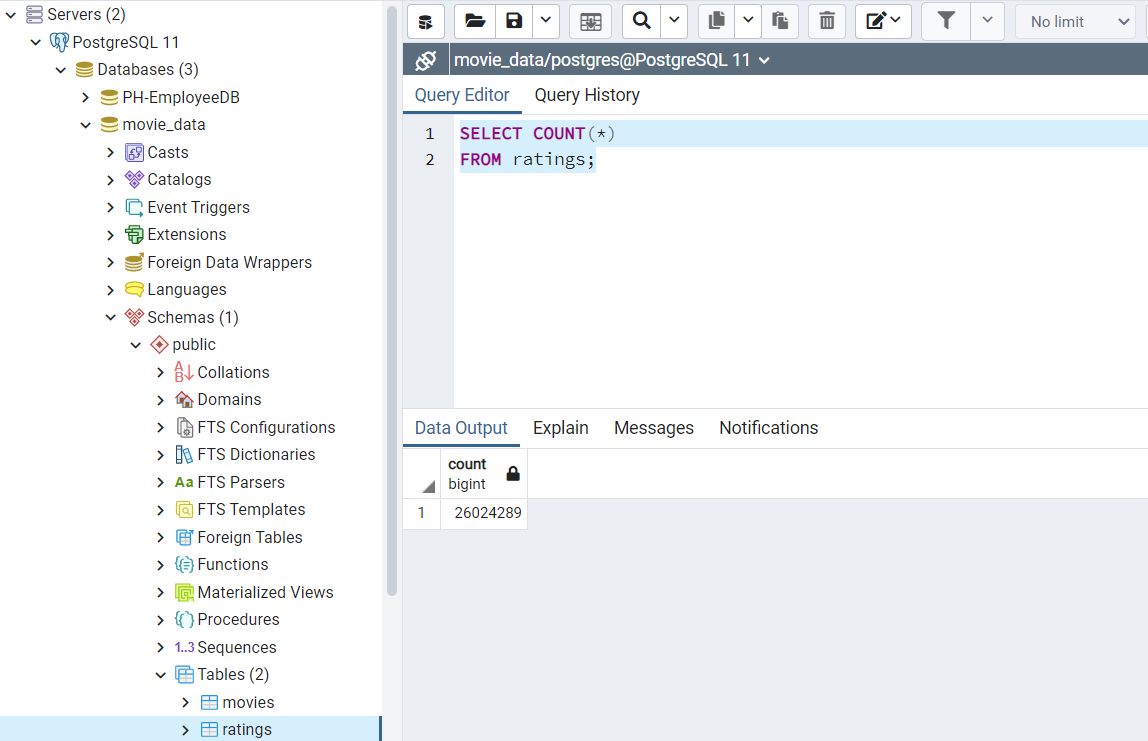 Servers (2)
PostgreSQL 11
Databases (3)
PH-EmployeeDB
movie_data
Casts
Catalogs
Event Triggers
Extensions
Foreign Data Wrappers
Languages
Schemas (1)
public
Collations
Domains
FTS Configurations
FTS Dictionaries
Aa FTS Parsers
FTS Templates
Foreign Tables
Functions
Materialized Views
Procedures
1..3 Sequences
Tables (2)
movies
ratings
No limit
movie_data/postgres@PostgreSQL 11
Query Editor Query History
1 SELECT COUNT(*)
2 FROM ratings;
Data Output Explain Messages Notifications
count
bigint
1 26024289